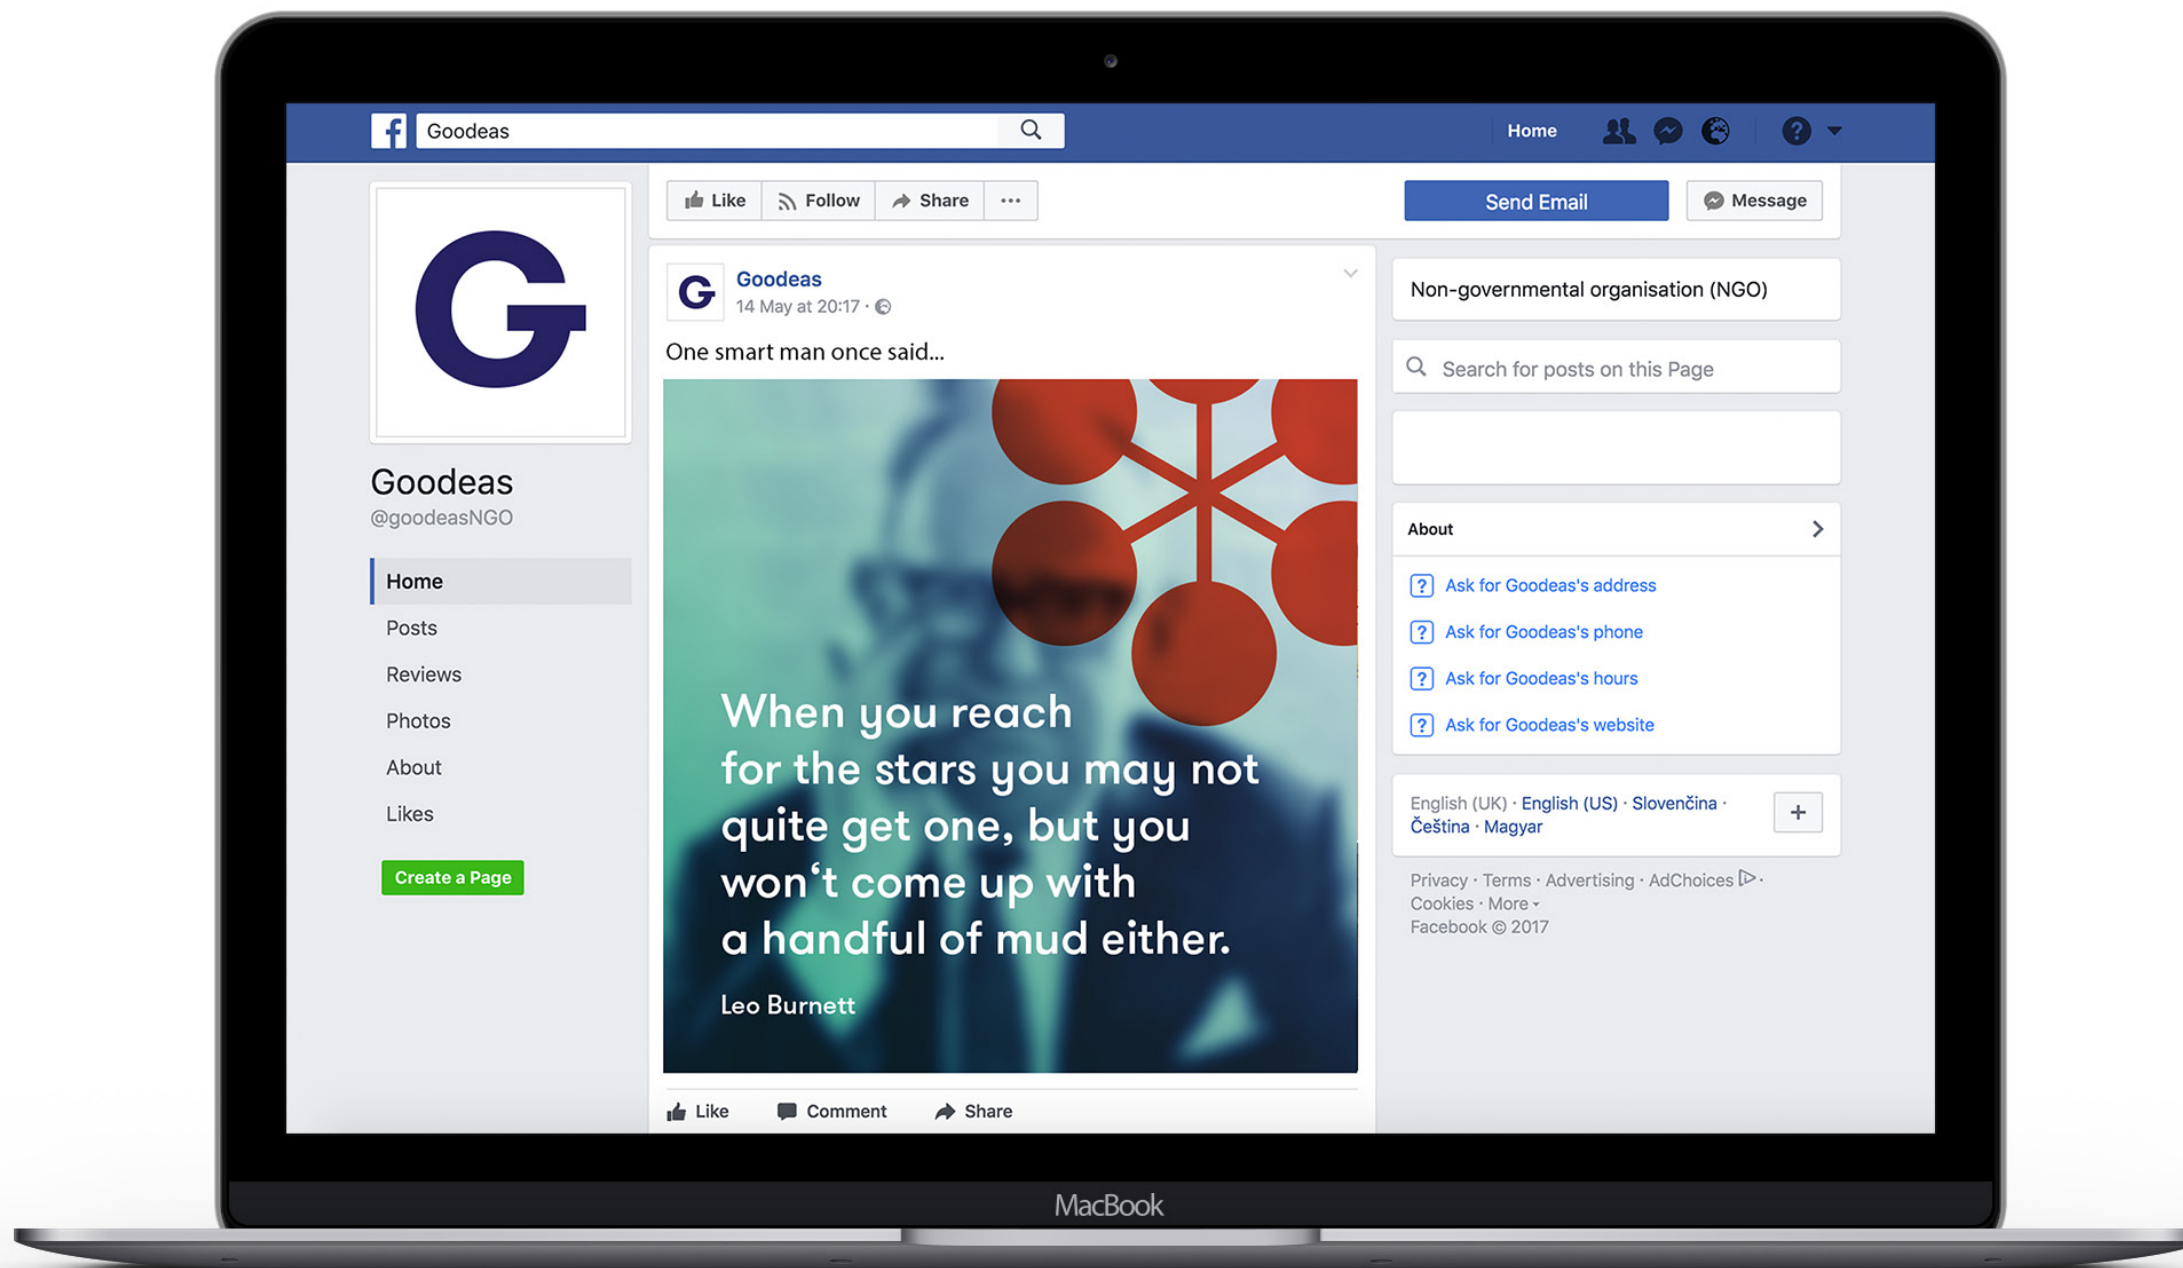 Goodeas
Home
Like
Follow
Share
Send Email
Message
G
Goodeas
@goodeasNGO
Home
Posts
Reviews
Photos
About
Likes
Create a Page
G
Goodeas
14 May at 20:17 ·
One smart man once said...
When you reach
for the stars you may not
quite get one, but you
won‘t come up with
a handful of mud either.
Leo Burnett
Like
Comment
Share
Non-governmental organisation (NGO)
Search for posts on this Page
About
Ask for Goodeas's address
Ask for Goodeas's phone
Ask for Goodeas's hours
Ask for Goodeas's website
English (UK) · English (US) · Slovenčina ·
Čeština · Magyar
Privacy · Terms · Advertising · AdChoices ·
Cookies · More
Facebook © 2017
MacBook